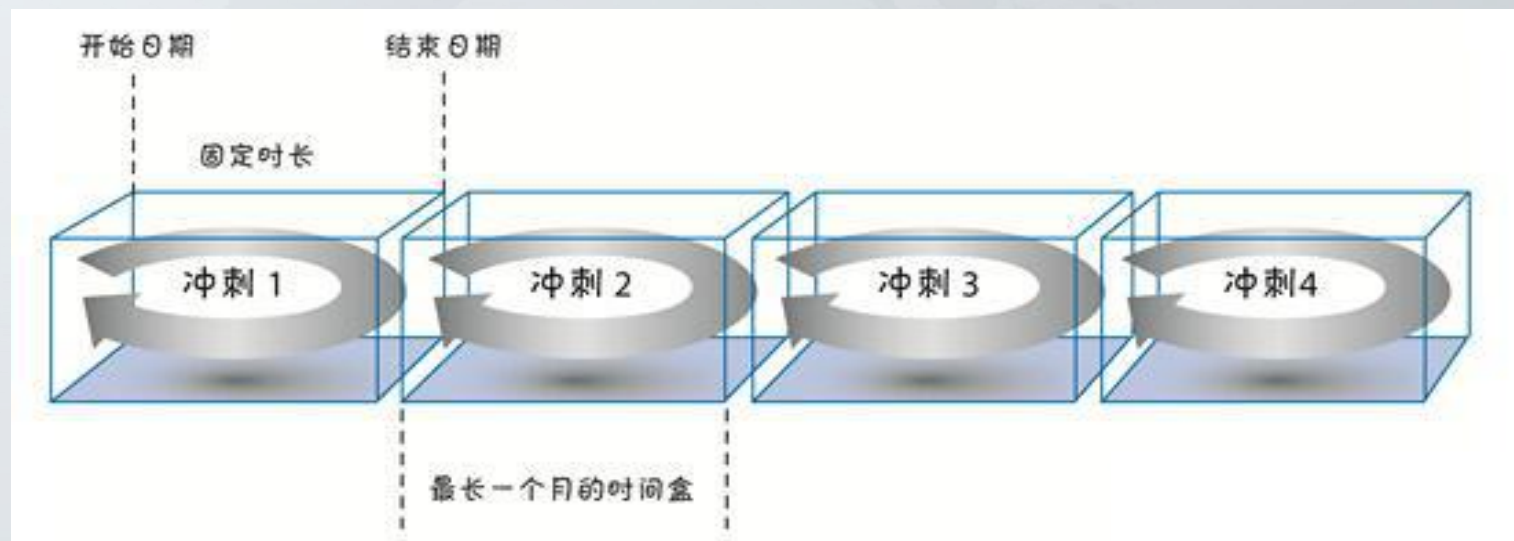 开始日期
结束日期
固定时长
冲刺 1
冲刺 2
冲刺 3
冲刺4
最长一个月的时间盒